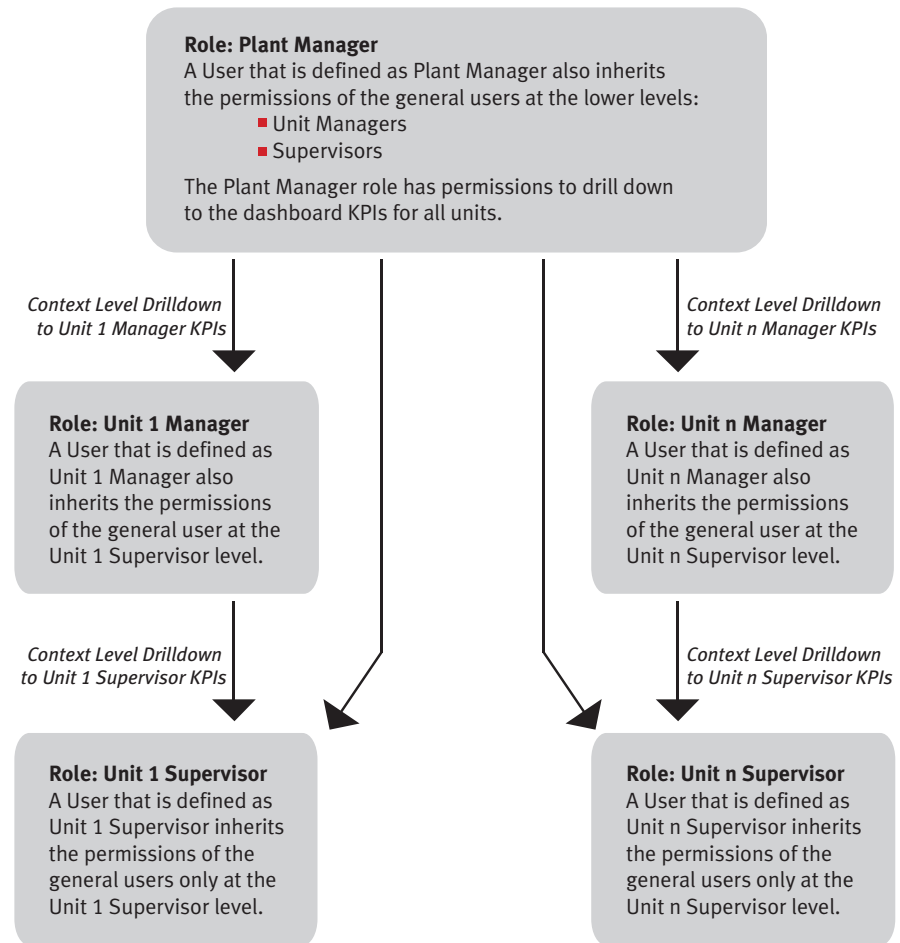 Role: Plant Manager
A User that is defined as Plant Manager also inherits
the permissions of the general users at the lower levels:
Unit Managers
Supervisors
The Plant Manager role has permissions to drill down
to the dashboard KPIs for all units.
Context Level Drilldown
to Unit 1 Manager KPIs
Context Level Drilldown
to Unit n Manager KPIs
Role: Unit 1 Manager
A User that is defined as
Unit 1 Manager also
inherits the permissions
of the general user at the
Unit 1 Supervisor level.
Role: Unit n Manager
A User that is defined as
Unit n Manager also
inherits the permissions
of the general user at the
Unit n Supervisor level.
Context Level Drilldown
to Unit 1 Supervisor KPIs
Context Level Drilldown
to Unit n Supervisor KPIs
Role: Unit 1 Supervisor
A User that is defined as
Unit 1 Supervisor inherits
the permissions of the
general users only at the
Unit 1 Supervisor level.
Role: Unit n Supervisor
A User that is defined as
Unit n Supervisor inherits
the permissions of the
general users only at the
Unit n Supervisor level.